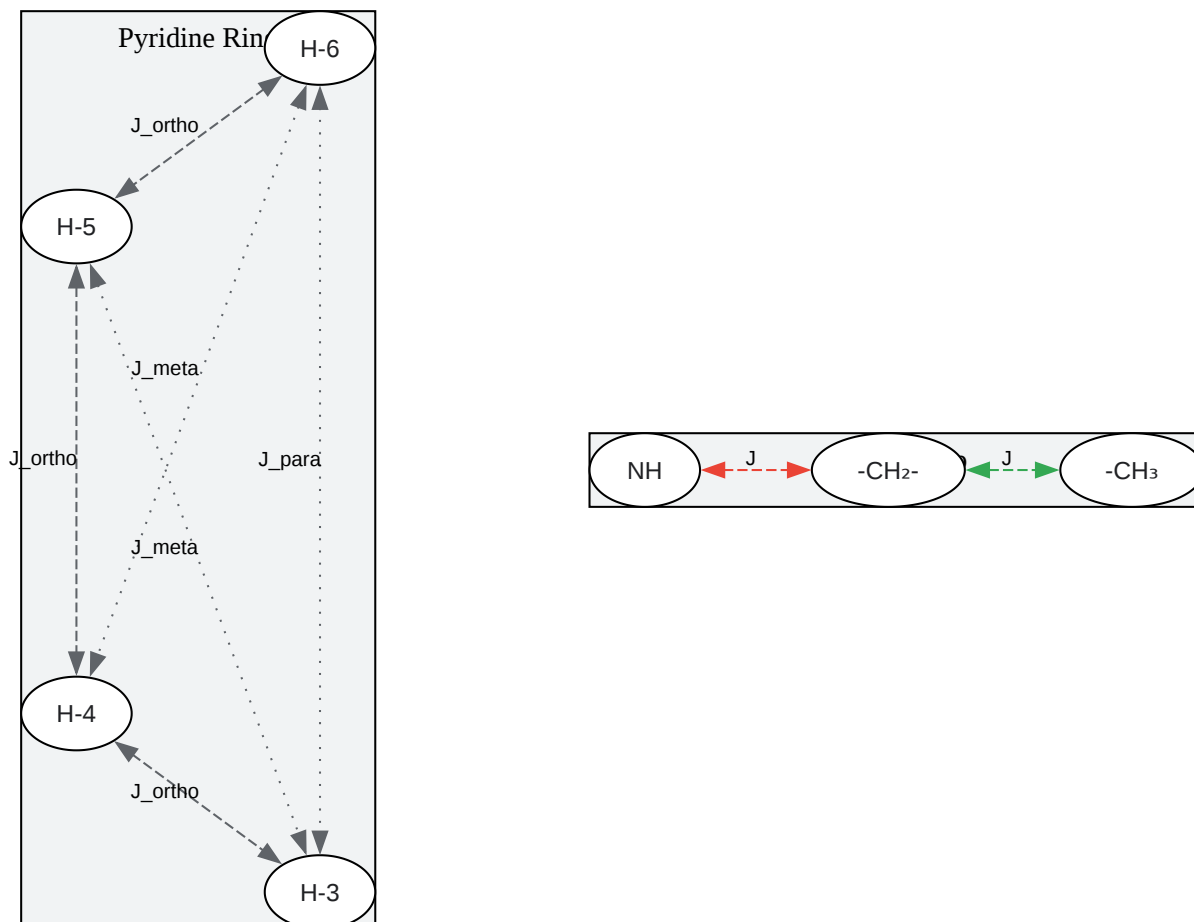 Pyridine Rin
H-6
J_ortho
H-5
J_meta
J_ortho
J_para
J_meta
H-4
J_ortho
H-3
NH
J
-CH₂-
J
-CH₃